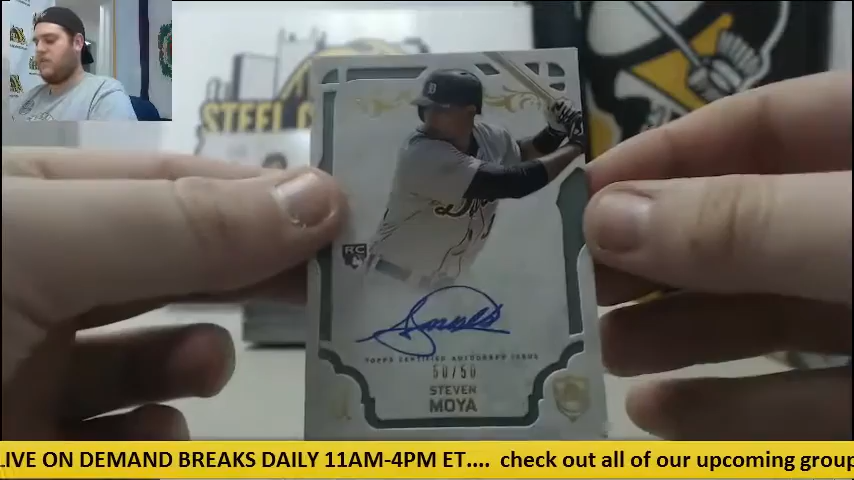 STEEL C
D
RC
TOPPS CERTIFIED AUTOGRAPH ISSUE
50/50
STEVEN
MOYA
LIVE ON DEMAND BREAKS DAILY 11AM-4PM ET.... check out all of our upcoming group